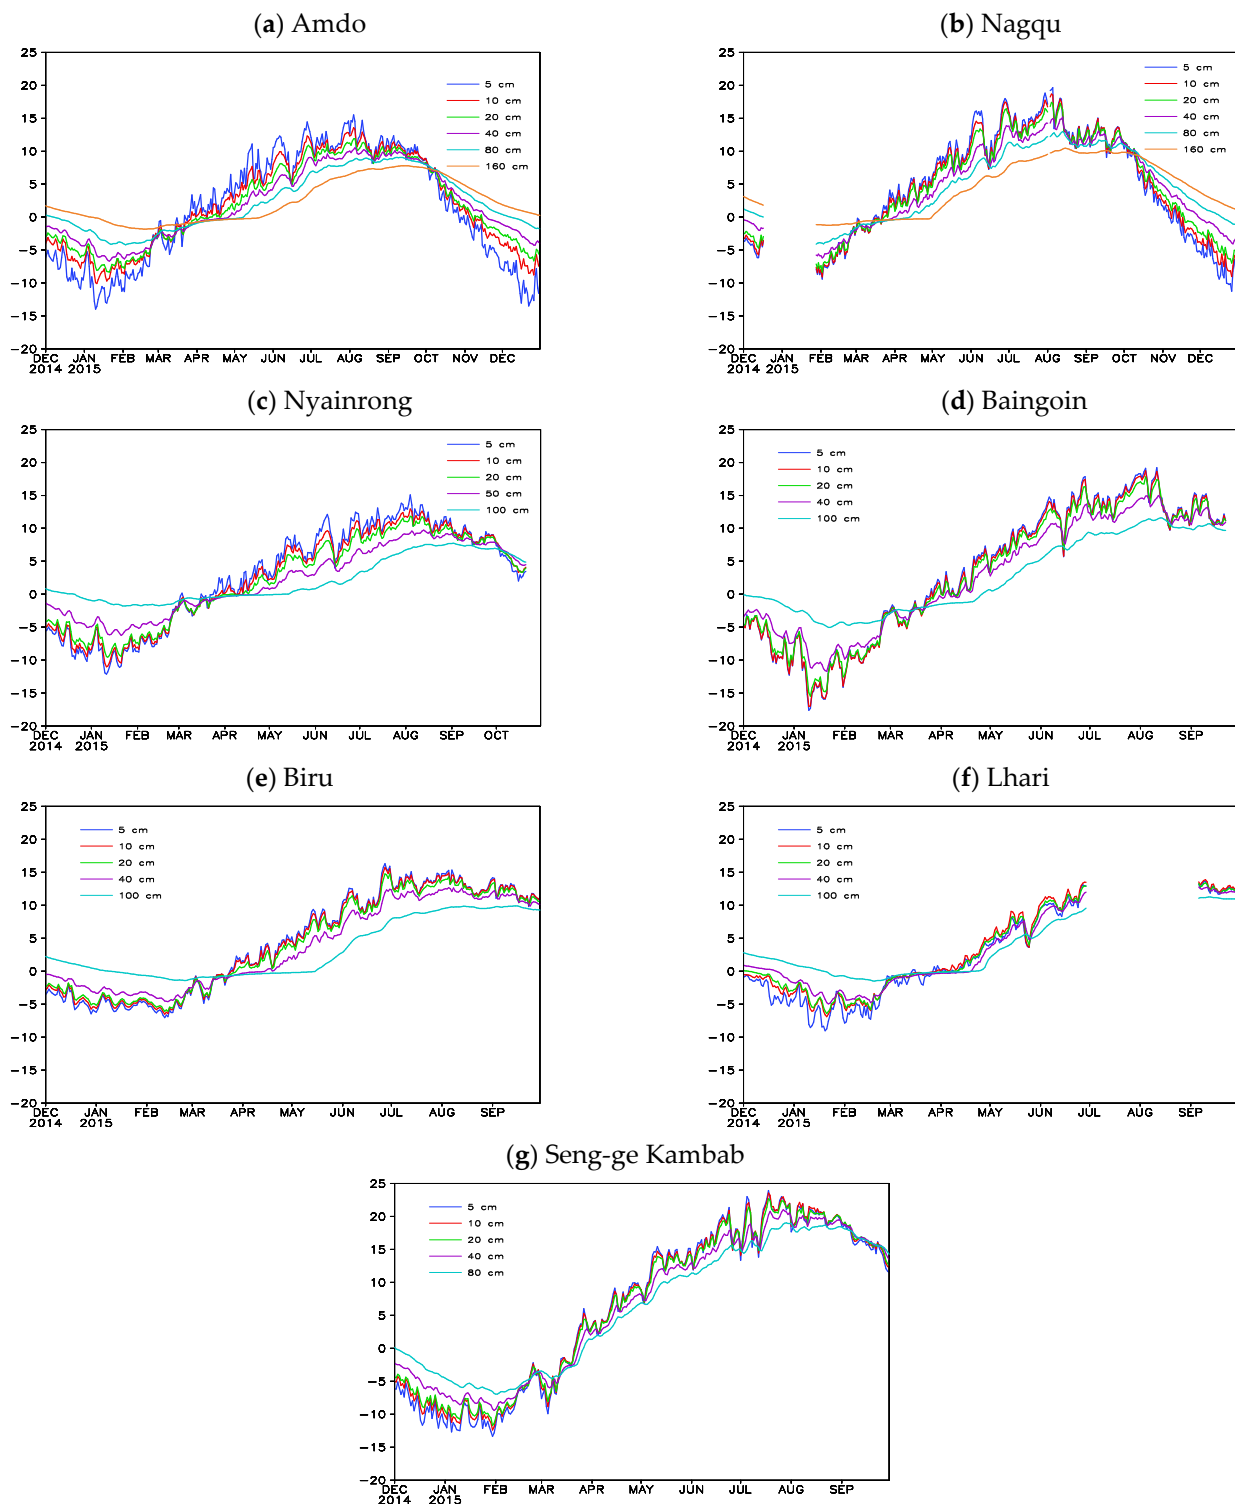 (a) Amdo
25
20
15
10
5
0
−5
−10
−15
−20
5 cm
10 cm
20 cm
40 cm
80 cm
160 cm
DEC JAN FEB MAR APR MAY JUN JUL AUG SEP OCT NOV DEC
2014 2015
(b) Nagqu
25
20
15
10
5
0
−5
−10
−15
−20
5 cm
10 cm
20 cm
40 cm
80 cm
160 cm
DEC JAN FEB MAR APR MAY JUN JUL AUG SEP OCT NOV DEC
2014 2015
(c) Nyainrong
25
20
15
10
5
0
−5
−10
−15
−20
5 cm
10 cm
20 cm
50 cm
100 cm
DEC JAN FEB MAR APR MAY JUN JUL AUG SEP OCT
2014 2015
(d) Baingoin
25
20
15
10
5
0
−5
−10
−15
−20
5 cm
10 cm
20 cm
40 cm
100 cm
DEC JAN FEB MAR APR MAY JUN JUL AUG SEP
2014 2015
(e) Biru
25
20
15
10
5
0
−5
−10
−15
−20
5 cm
10 cm
20 cm
40 cm
100 cm
DEC JAN FEB MAR APR MAY JUN JUL AUG SEP
2014 2015
(f) Lhari
25
20
15
10
5
0
−5
−10
−15
−20
5 cm
10 cm
20 cm
40 cm
100 cm
DEC JAN FEB MAR APR MAY JUN JUL AUG SEP
2014 2015
(g) Seng-ge Kambab
25
20
15
10
5
0
−5
−10
−15
−20
5 cm
10 cm
20 cm
40 cm
80 cm
DEC JAN FEB MAR APR MAY JUN JUL AUG SEP
2014 2015